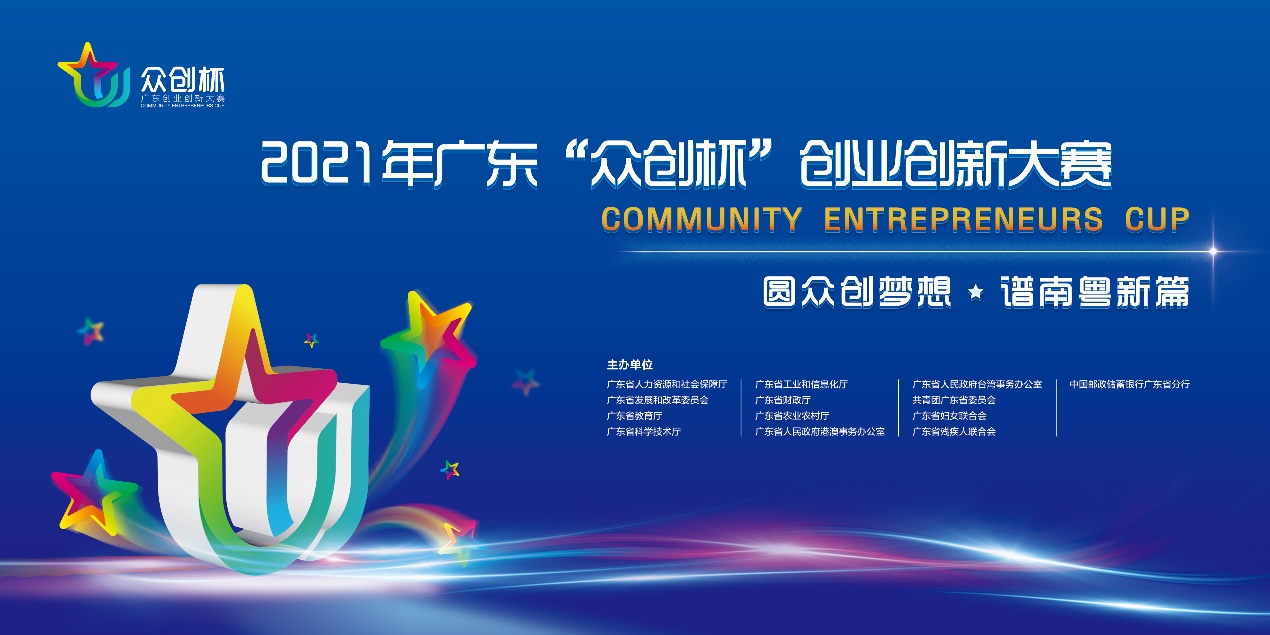 众创杯
广东创业创新大赛
COMMUNITY ENTREPRENEURS CUP
2021年广东“众创杯”创业创新大赛
COMMUNITY ENTREPRENEURS CUP
圆众创梦想★谱南粤新篇
主办单位
广东省人力资源和社会保障厅
广东省发展和改革委员会
广东省教育厅
广东省科学技术厅
广东省工业和信息化厅
广东省财政厅
广东省农业农村厅
广东省人民政府港澳事务办公室
广东省人民政府台湾事务办公室
共青团广东省委员会
广东省妇女联合会
广东省残疾人联合会
中国邮政储蓄银行广东省分行